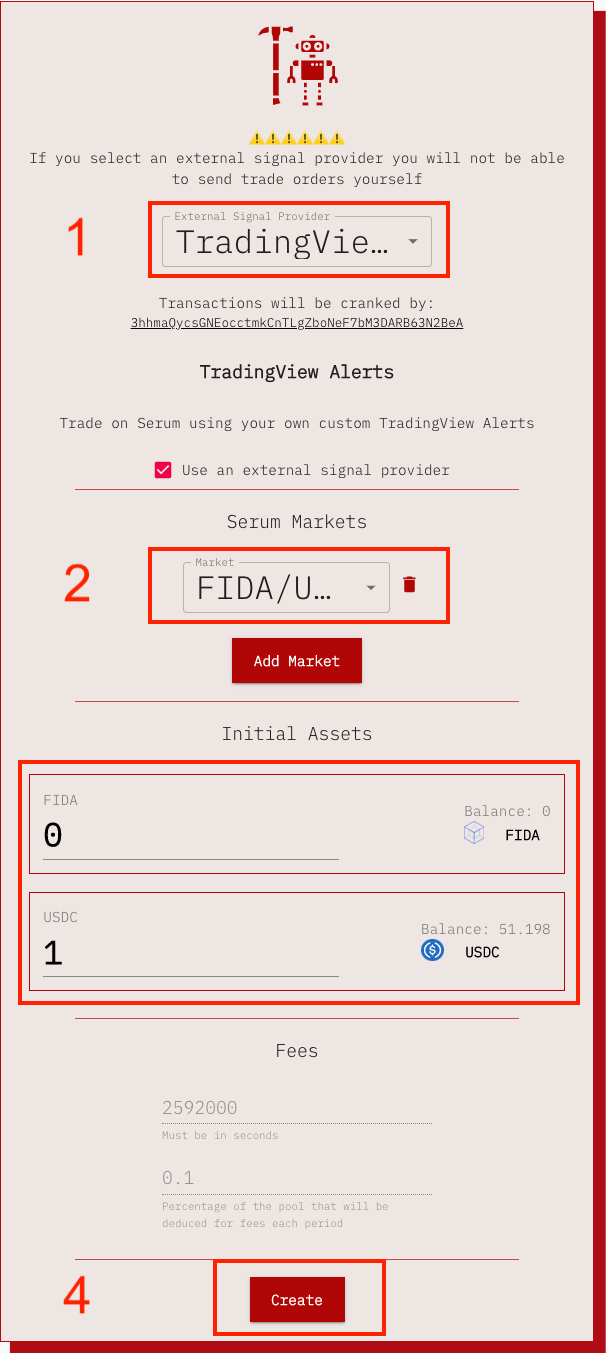 ⚠️⚠️⚠️⚠️⚠️⚠️
If you select an external signal provider you will not be able
to send trade orders yourself
1
External Signal Provider
TradingVie…
Transactions will be cranked by:
3hhmaQycsGNEocctmkCnTLgZboNeF7bM3DARB63N2BeA
TradingView Alerts
Trade on Serum using your own custom TradingView Alerts
Use an external signal provider
Serum Markets
2
Market
FIDA/U…
Add Market
Initial Assets
FIDA
0
Balance: 0
FIDA
USDC
1
Balance: 51.198
USDC
Fees
2592000
Must be in seconds
0.1
Percentage of the pool that will be
deduced for fees each period
4
Create